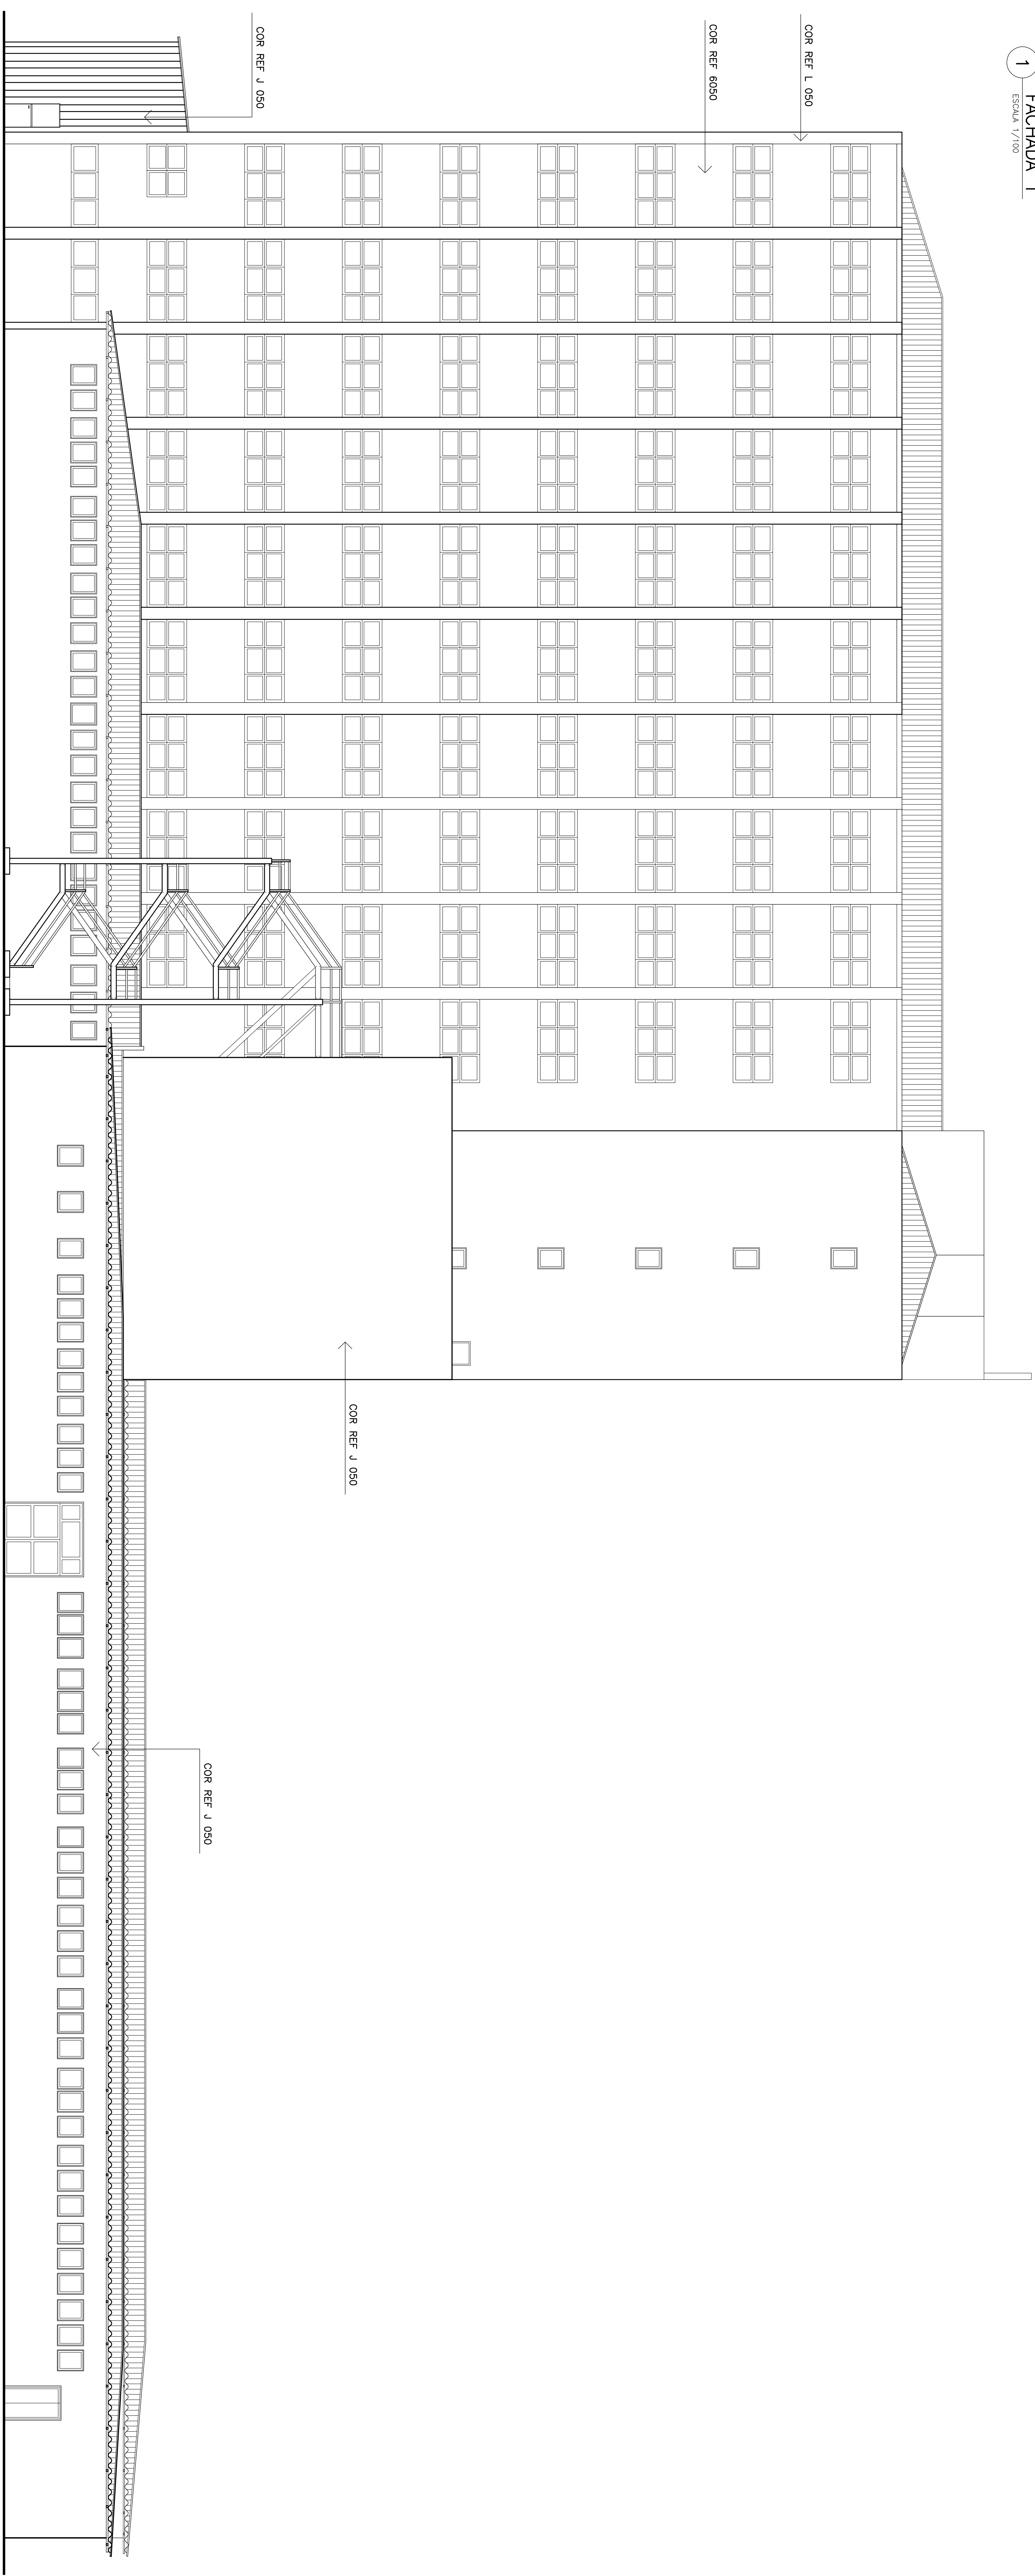 1
FACHADA 1
ESCALA 1/100
COR REF L 050
COR REF 6050
COR REF J 050
COR REF J 050
COR REF J 050